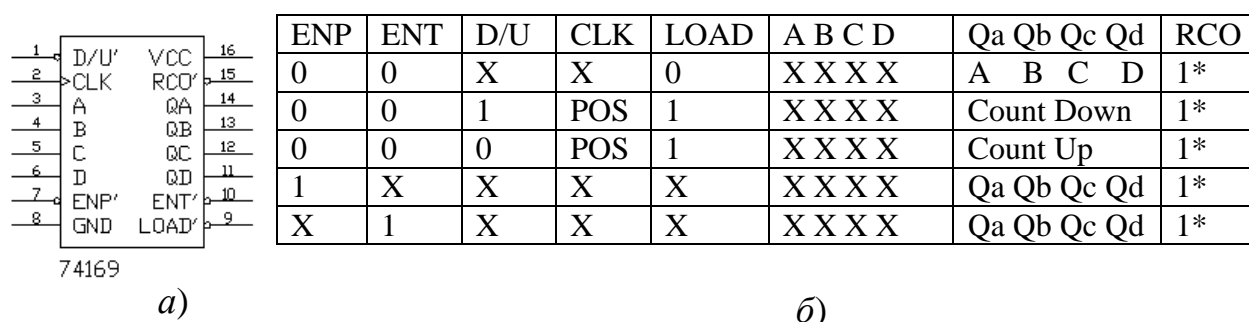 1 D/U′ VCC 16
2 CLK RCO′ 15
3 A QA 14
4 B QB 13
5 C QC 12
6 D QD 11
7 ENP′ ENT′ 10
8 GND LOAD′ 9
74169
а)
ENP ENT D/U CLK LOAD A B C D Qa Qb Qc Qd RCO
0 0 X X 0 X X X X A B C D 1*
0 0 1 POS 1 X X X X Count Down 1*
0 0 0 POS 1 X X X X Count Up 1*
1 X X X X X X X X Qa Qb Qc Qd 1*
X 1 X X X X X X X Qa Qb Qc Qd 1*
б)